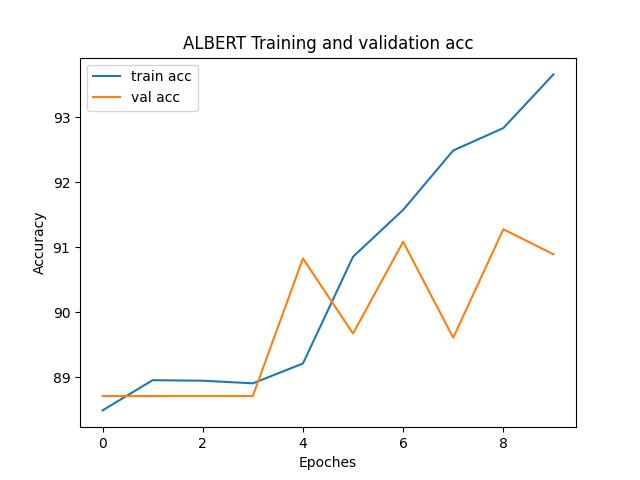 ALBERT Training and validation acc
train acc
val acc
93
92
91
90
89
Accuracy
0 2 4 6 8
Epoches